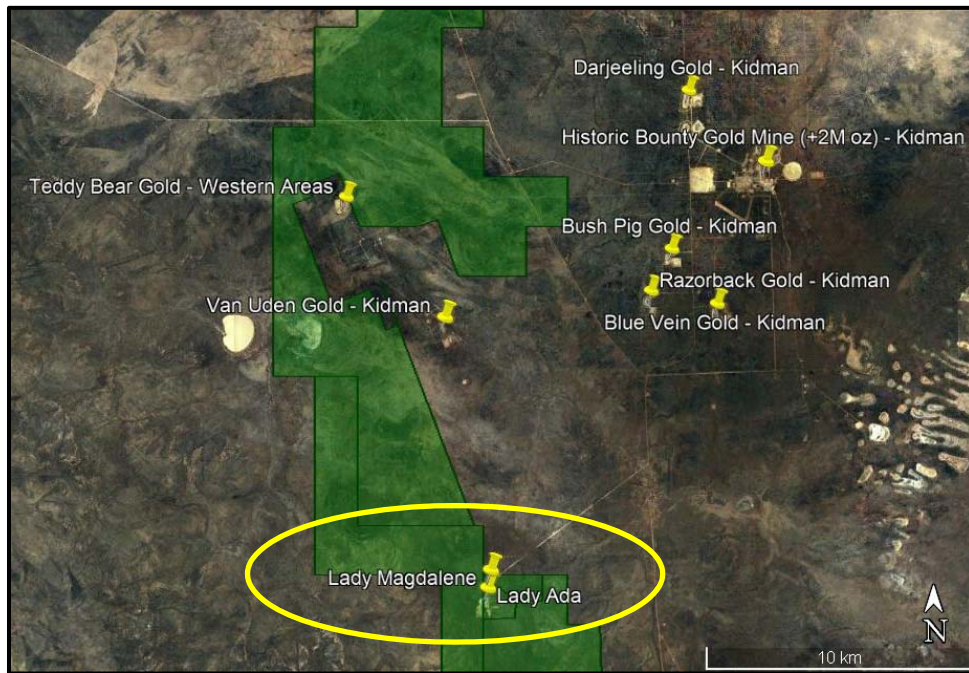 Darjeeling Gold - Kidman
Historic Bounty Gold Mine (+2M oz) - Kidman
Teddy Bear Gold - Western Areas
Bush Pig Gold - Kidman
Razorback Gold - Kidman
Van Uden Gold - Kidman
Blue Vein Gold - Kidman
Lady Magdalene
Lady Ada
N
10 km